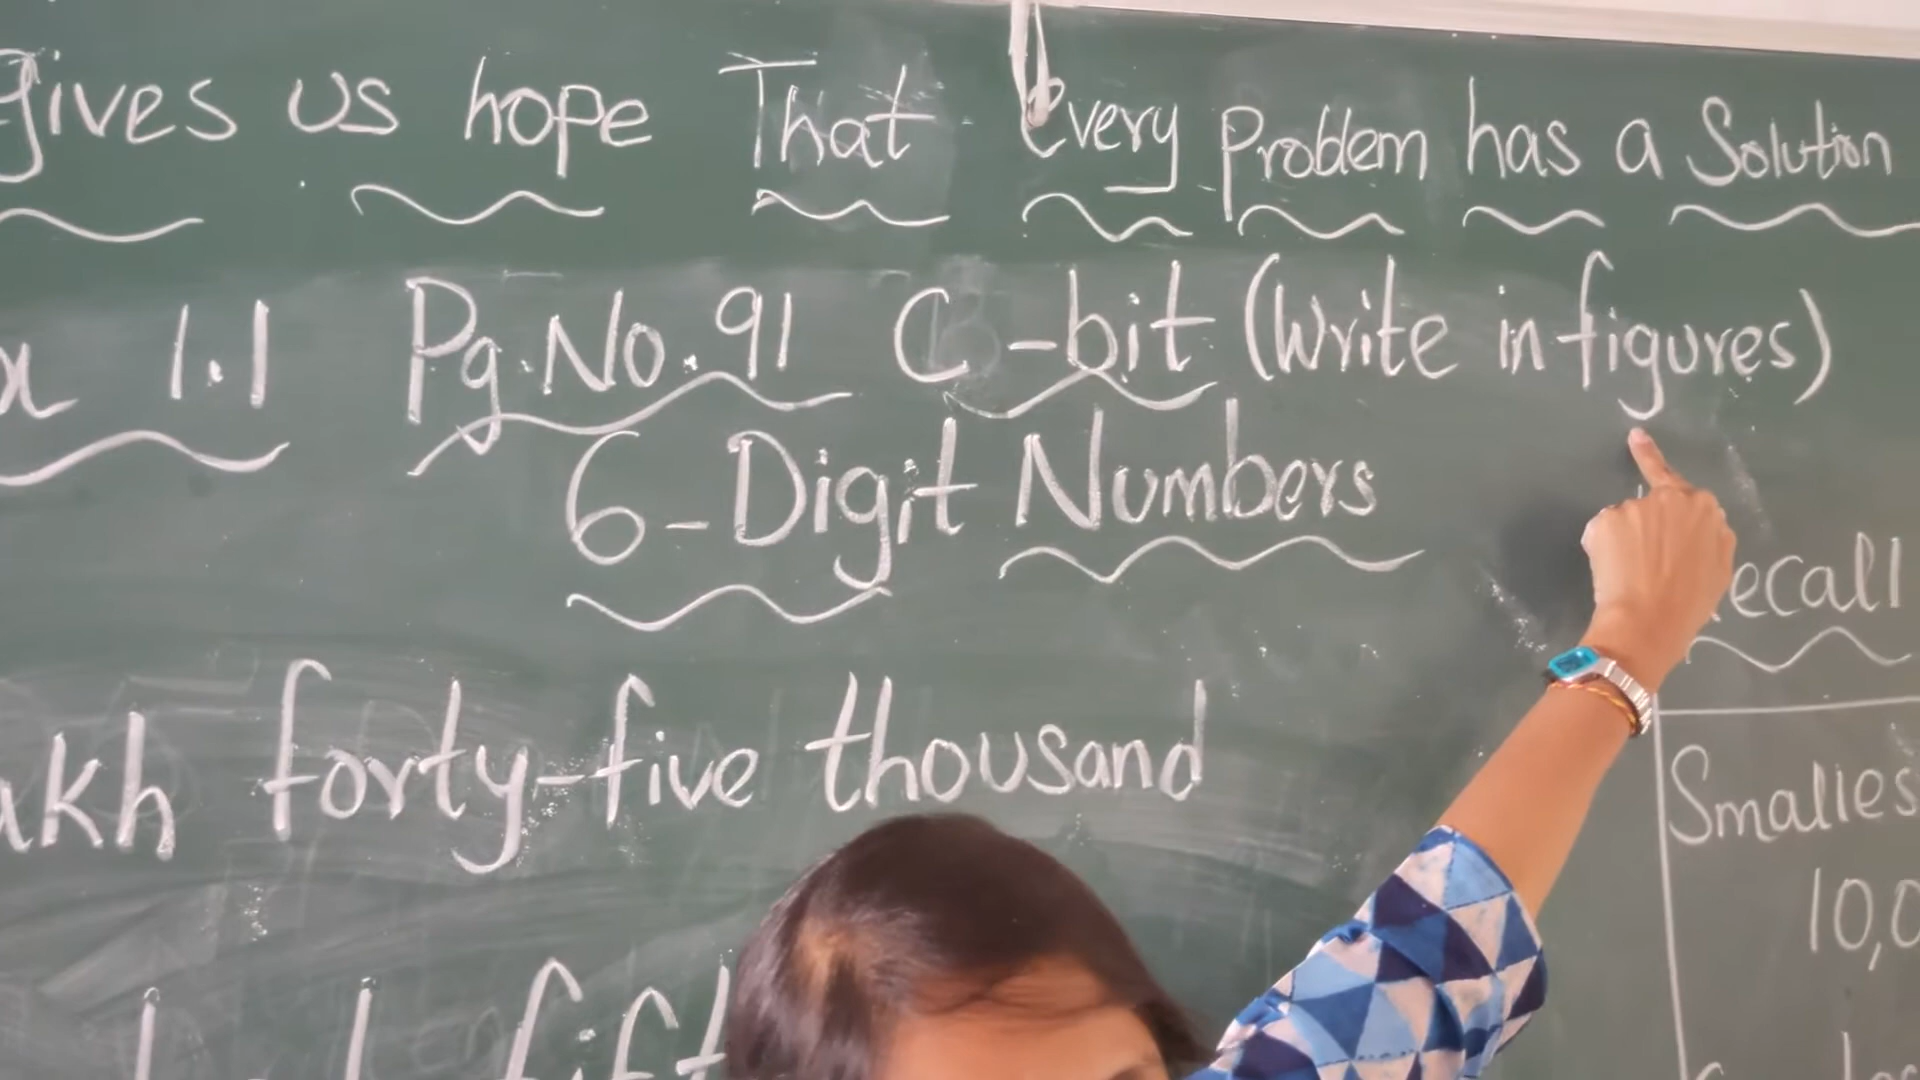 gives us hope That every Problem has a Solution
x 1.1 Pg.No.91 C-bit (Write in figures)
6-Digit Numbers
akh forty-five thousand
Recall
Smalles
10,0